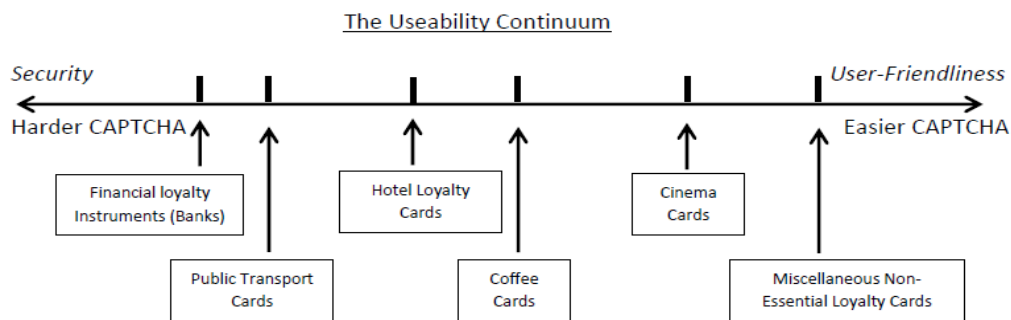 The Useability Continuum
Security
User-Friendliness
Harder CAPTCHA
Easier CAPTCHA
Financial loyalty
Instruments (Banks)
Hotel Loyalty
Cards
Cinema
Cards
Public Transport
Cards
Coffee
Cards
Miscellaneous Non-
Essential Loyalty Cards